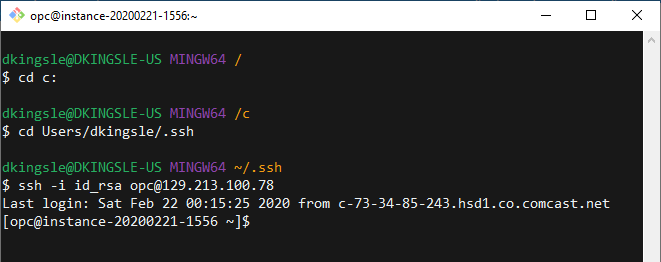 opc@instance-20200221-1556:~
dkingsle@DKINGSLE-US MINGW64 /
$ cd c:
dkingsle@DKINGSLE-US MINGW64 /c
$ cd Users/dkingsle/.ssh
dkingsle@DKINGSLE-US MINGW64 ~/.ssh
$ ssh -i id_rsa opc@129.213.100.78
Last login: Sat Feb 22 00:15:25 2020 from c-73-34-85-243.hsd1.co.comcast.net
[opc@instance-20200221-1556 ~]$